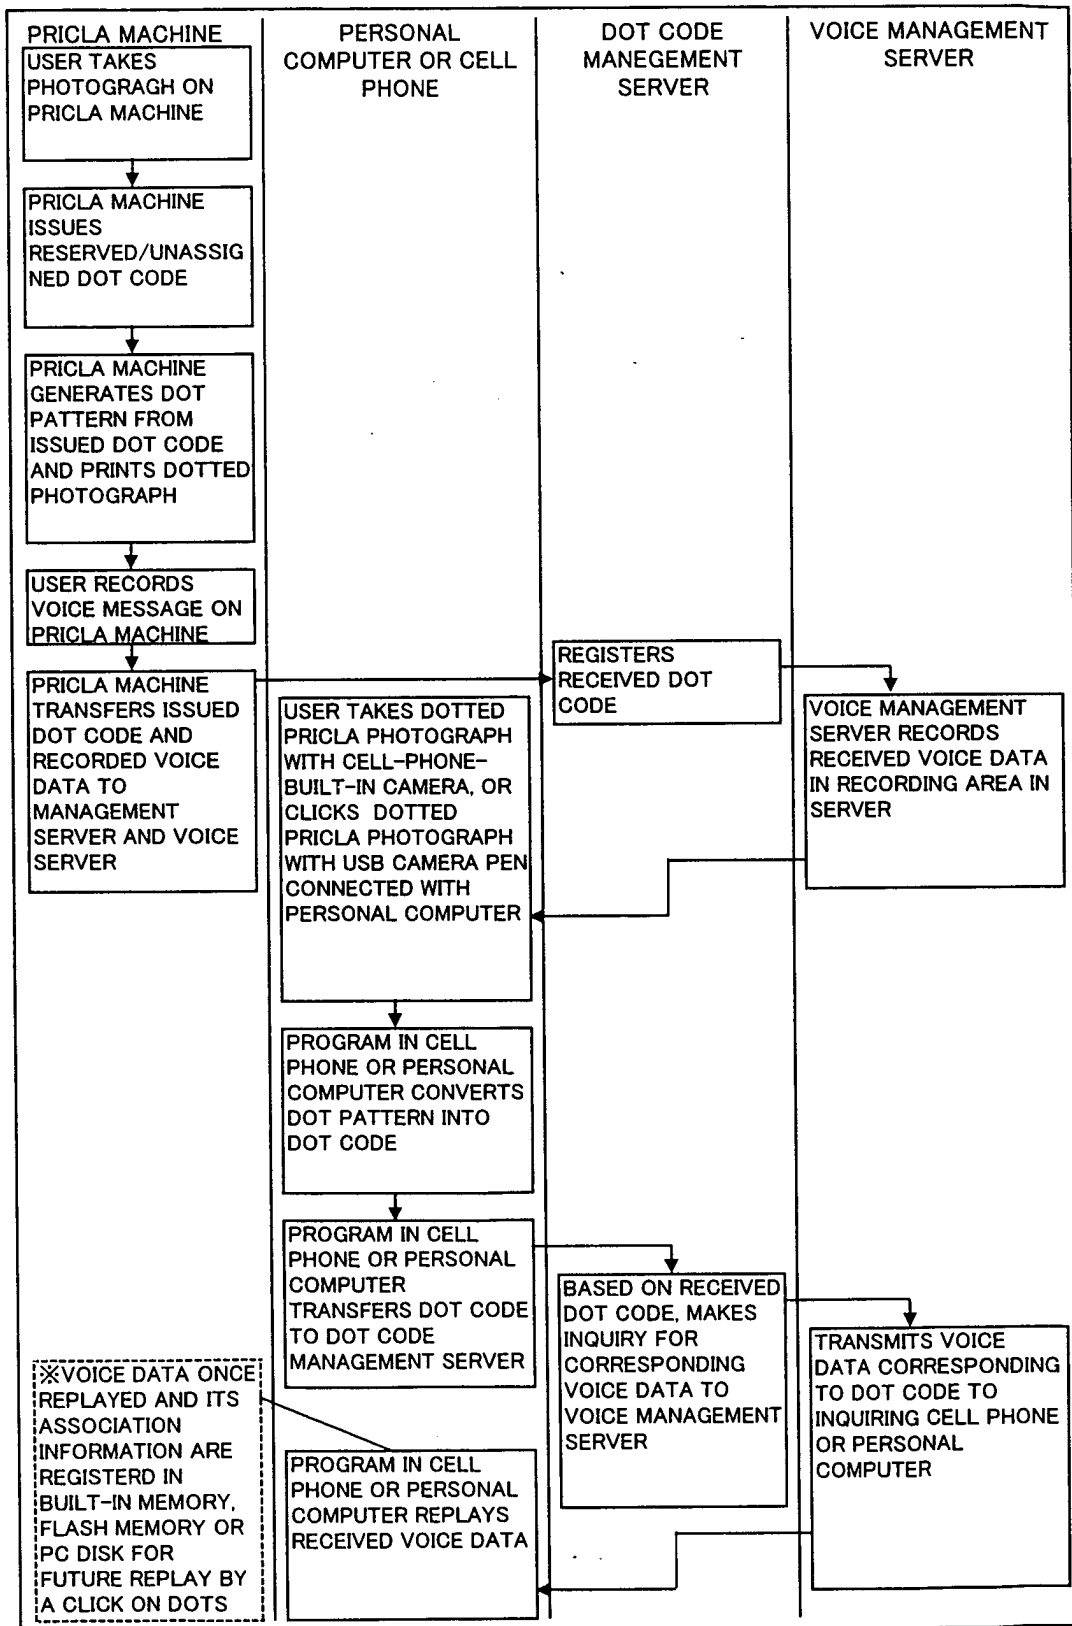 PRICLA MACHINE
USER TAKES
PHOTOGRAGH ON
PRICLA MACHINE
PRICLA MACHINE
ISSUES
RESERVED/UNASSIG
NED DOT CODE
PRICLA MACHINE
GENERATES DOT
PATTERN FROM
ISSUED DOT CODE
AND PRINTS DOTTED
PHOTOGRAPH
USER RECORDS
VOICE MESSAGE ON
PRICLA MACHINE
PRICLA MACHINE
TRANSFERS ISSUED
DOT CODE AND
RECORDED VOICE
DATA TO
MANAGEMENT
SERVER AND VOICE
SERVER
※VOICE DATA ONCE
REPLAYED AND ITS
ASSOCIATION
INFORMATION ARE
REGISTERD IN
BUILT-IN MEMORY,
FLASH MEMORY OR
PC DISK FOR
FUTURE REPLAY BY
A CLICK ON DOTS
PERSONAL
COMPUTER OR CELL
PHONE
USER TAKES DOTTED
PRICLA PHOTOGRAPH
WITH CELL-PHONE-
BUILT-IN CAMERA, OR
CLICKS DOTTED
PRICLA PHOTOGRAPH
WITH USB CAMERA PEN
CONNECTED WITH
PERSONAL COMPUTER
PROGRAM IN CELL
PHONE OR PERSONAL
COMPUTER CONVERTS
DOT PATTERN INTO
DOT CODE
PROGRAM IN CELL
PHONE OR PERSONAL
COMPUTER
TRANSFERS DOT CODE
TO DOT CODE
MANAGEMENT SERVER
PROGRAM IN CELL
PHONE OR PERSONAL
COMPUTER REPLAYS
RECEIVED VOICE DATA
DOT CODE
MANEGEMENT
SERVER
REGISTERS
RECEIVED DOT
CODE
BASED ON RECEIVED
DOT CODE, MAKES
INQUIRY FOR
CORRESPONDING
VOICE DATA TO
VOICE MANAGEMENT
SERVER
VOICE MANAGEMENT
SERVER
VOICE MANAGEMENT
SERVER RECORDS
RECEIVED VOICE DATA
IN RECORDING AREA IN
SERVER
TRANSMITS VOICE
DATA CORRESPONDING
TO DOT CODE TO
INQUIRING CELL PHONE
OR PERSONAL
COMPUTER